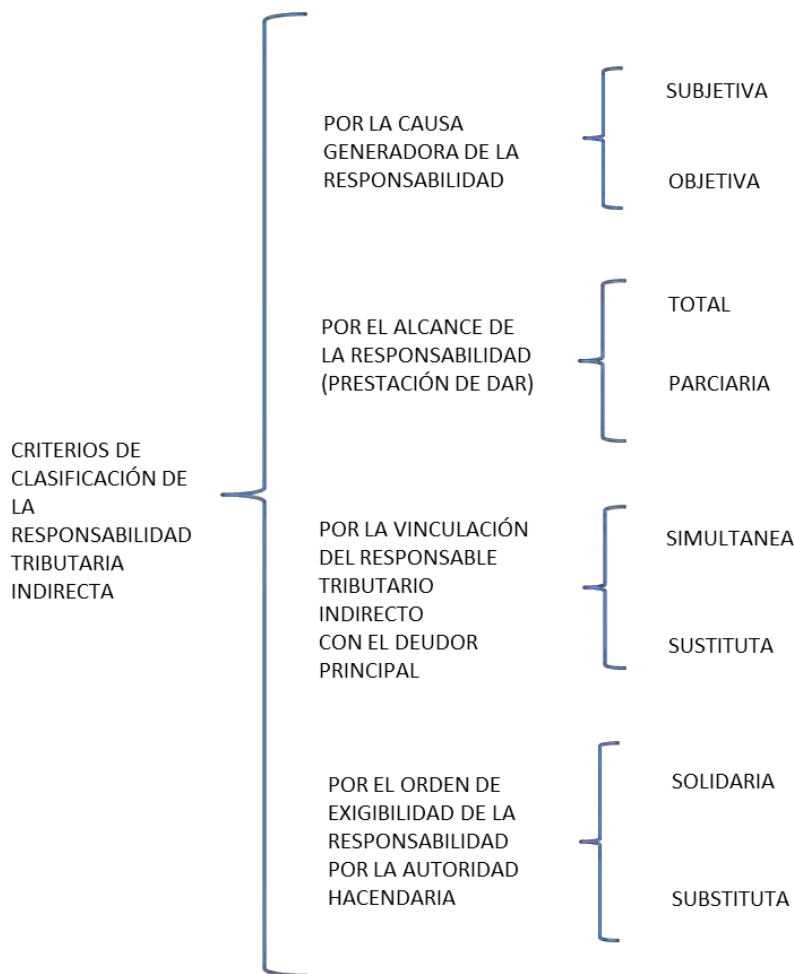 CRITERIOS DE
CLASIFICACIÓN DE
LA
RESPONSABILIDAD
TRIBUTARIA
INDIRECTA
POR LA CAUSA
GENERADORA DE LA
RESPONSABILIDAD
SUBJETIVA
OBJETIVA
POR EL ALCANCE DE
LA RESPONSABILIDAD
(PRESTACIÓN DE DAR)
TOTAL
PARCIARIA
POR LA VINCULACIÓN
DEL RESPONSABLE
TRIBUTARIO
INDIRECTO
CON EL DEUDOR
PRINCIPAL
SIMULTANEA
SUSTITUTA
POR EL ORDEN DE
EXIGIBILIDAD DE LA
RESPONSABILIDAD
POR LA AUTORIDAD
HACENDARIA
SOLIDARIA
SUBSTITUTA